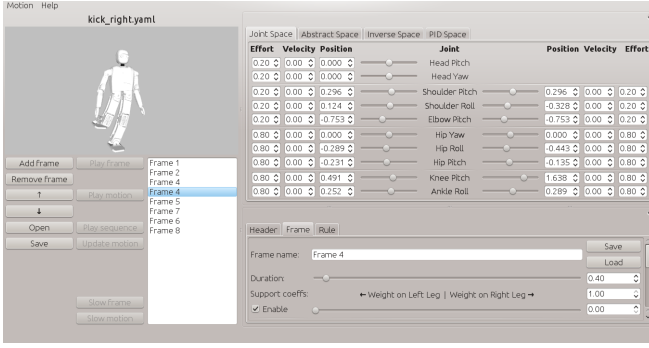 Motion Help
kick_right.yaml
Add frame Play frame
Remove frame
↑ Play motion
↓
Open Play sequence
Save Update motion
Slow frame
Slow motion
Frame 1
Frame 2
Frame 4
Frame 4
Frame 5
Frame 7
Frame 6
Frame 8
Joint Space Abstract Space Inverse Space PID Space
Effort Velocity Position Joint Position Velocity Effort
0.20 0.00 0.000 Head Pitch
0.20 0.00 0.000 Head Yaw
0.20 0.00 0.296 Shoulder Pitch 0.296 0.00 0.20
0.20 0.00 0.124 Shoulder Roll -0.328 0.00 0.20
0.20 0.00 -0.753 Elbow Pitch -0.753 0.00 0.20
0.80 0.00 0.000 Hip Yaw 0.000 0.00 0.80
0.80 0.00 -0.289 Hip Roll -0.443 0.00 0.80
0.80 0.00 -0.231 Hip Pitch -0.135 0.00 0.80
0.80 0.00 0.491 Knee Pitch 1.638 0.00 0.80
0.80 0.00 0.252 Ankle Roll 0.289 0.00 0.80
Header Frame Rule
Frame name: Frame 4 Save
Load
Duration: 0.40
Support coeffs: ←Weight on Left Leg | Weight on Right Leg→ 1.00
Enable 0.00